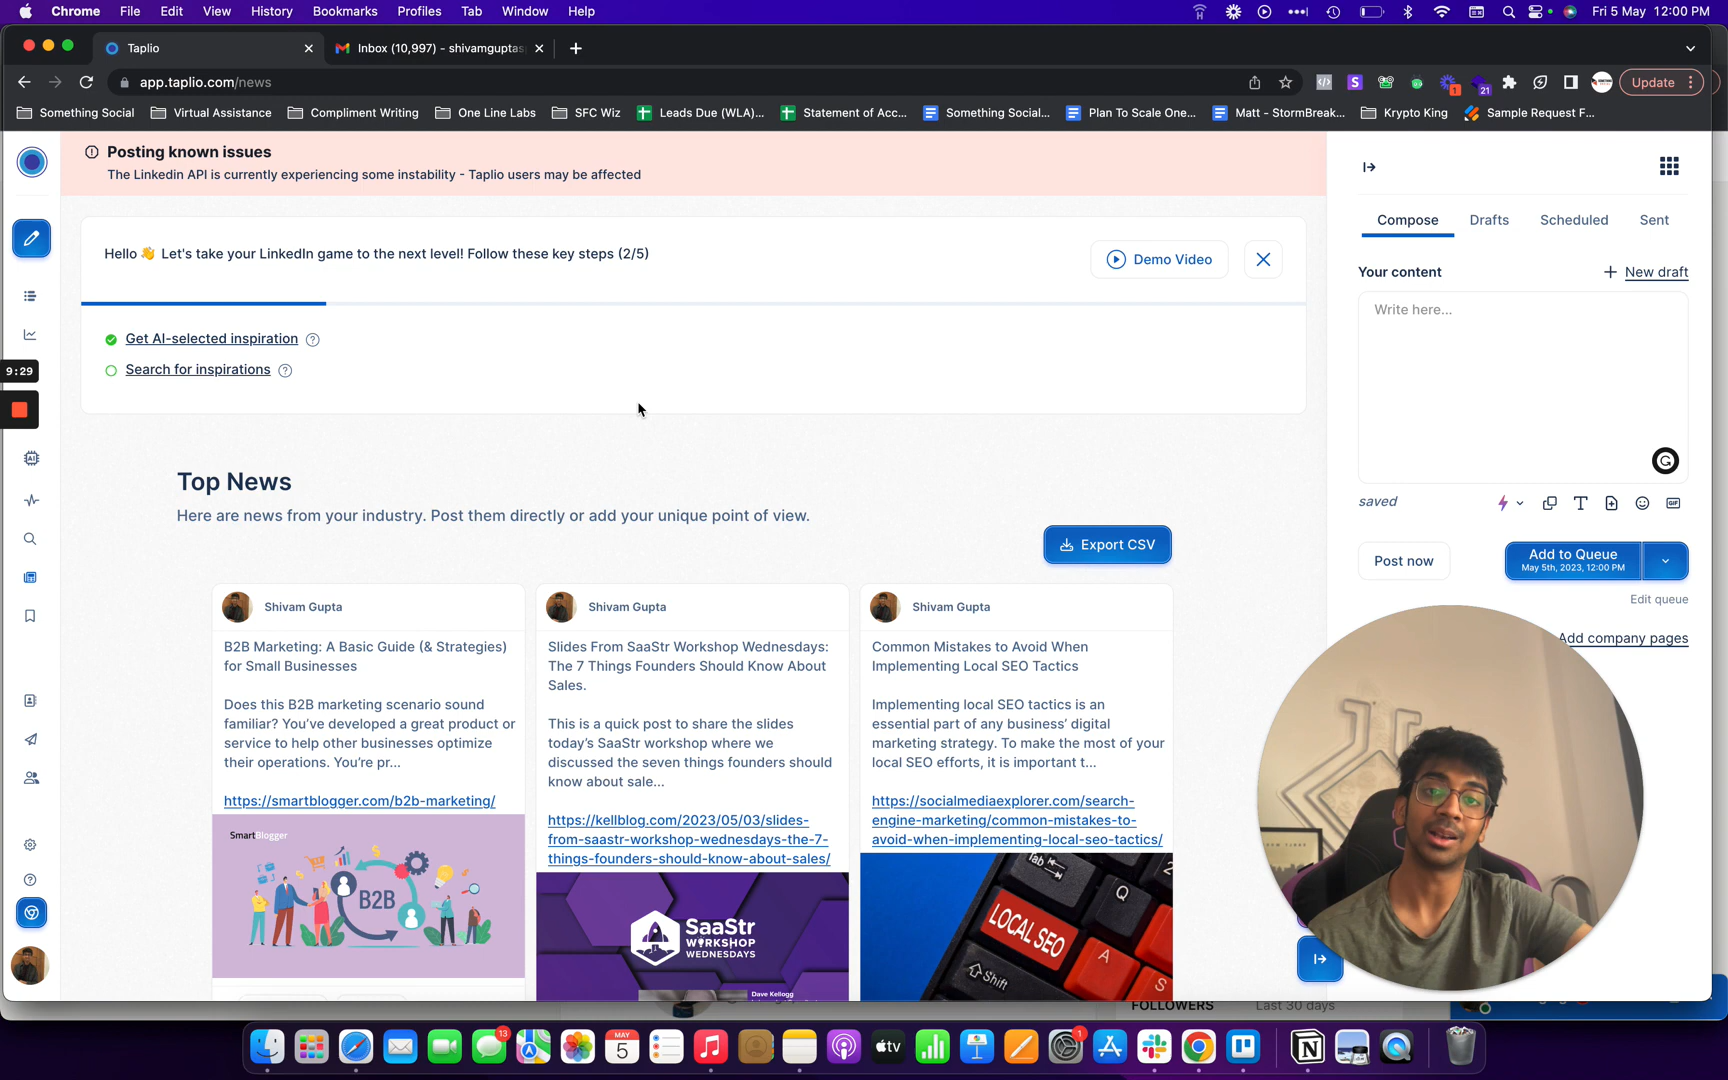 Chrome File Edit View History Bookmarks Profiles Tab Window Help
Fri 5 May 12:00 PM
Taplio
Inbox (10,997) - shivamguptas
app.taplio.com/news
1
21
Update
Something Social
Virtual Assistance
Compliment Writing
One Line Labs
SFC Wiz
Leads Due (WLA)...
Statement of Acc...
Something Social...
Plan To Scale One...
Matt - StormBreak...
Krypto King
Sample Request F...
Posting known issues
The Linkedin API is currently experiencing some instability - Taplio users may be affected
Hello 👋 Let's take your LinkedIn game to the next level! Follow these key steps (2/5)
Demo Video
Get AI-selected inspiration
Search for inspirations
9:29
AI
Top News
Here are news from your industry. Post them directly or add your unique point of view.
Export CSV
Shivam Gupta
B2B Marketing: A Basic Guide (& Strategies)
for Small Businesses
Does this B2B marketing scenario sound
familiar? You've developed a great product or
service to help other businesses optimize
their operations. You're pr...
https://smartblogger.com/b2b-marketing/
SmartBlogger
B2B
Shivam Gupta
Slides From SaaStr Workshop Wednesdays:
The 7 Things Founders Should Know About
Sales.
This is a quick post to share the slides
today's SaaStr workshop where we
discussed the seven things founders should
know about sale...
https://kellblog.com/2023/05/03/slides-
from-saastr-workshop-wednesdays-the-7-
things-founders-should-know-about-sales/
SaaStr
WORKSHOP
WEDNESDAYS
Dave Kellogg
Shivam Gupta
Common Mistakes to Avoid When
Implementing Local SEO Tactics
Implementing local SEO tactics is an
essential part of any business' digital
marketing strategy. To make the most of your
local SEO efforts, it is important t...
https://socialmediaexplorer.com/search-
engine-marketing/common-mistakes-to-
avoid-when-implementing-local-seo-tactics/
Tab
Q
2
LOCAL SEO
A
S
Shift
Compose
Drafts
Scheduled
Sent
Your content
New draft
Write here...
saved
GIF
Post now
Add to Queue
May 5th, 2023, 12:00 PM
Edit queue
Add company pages
FOLLOWERS
Last 30 days
13
MAY
5
tv
1